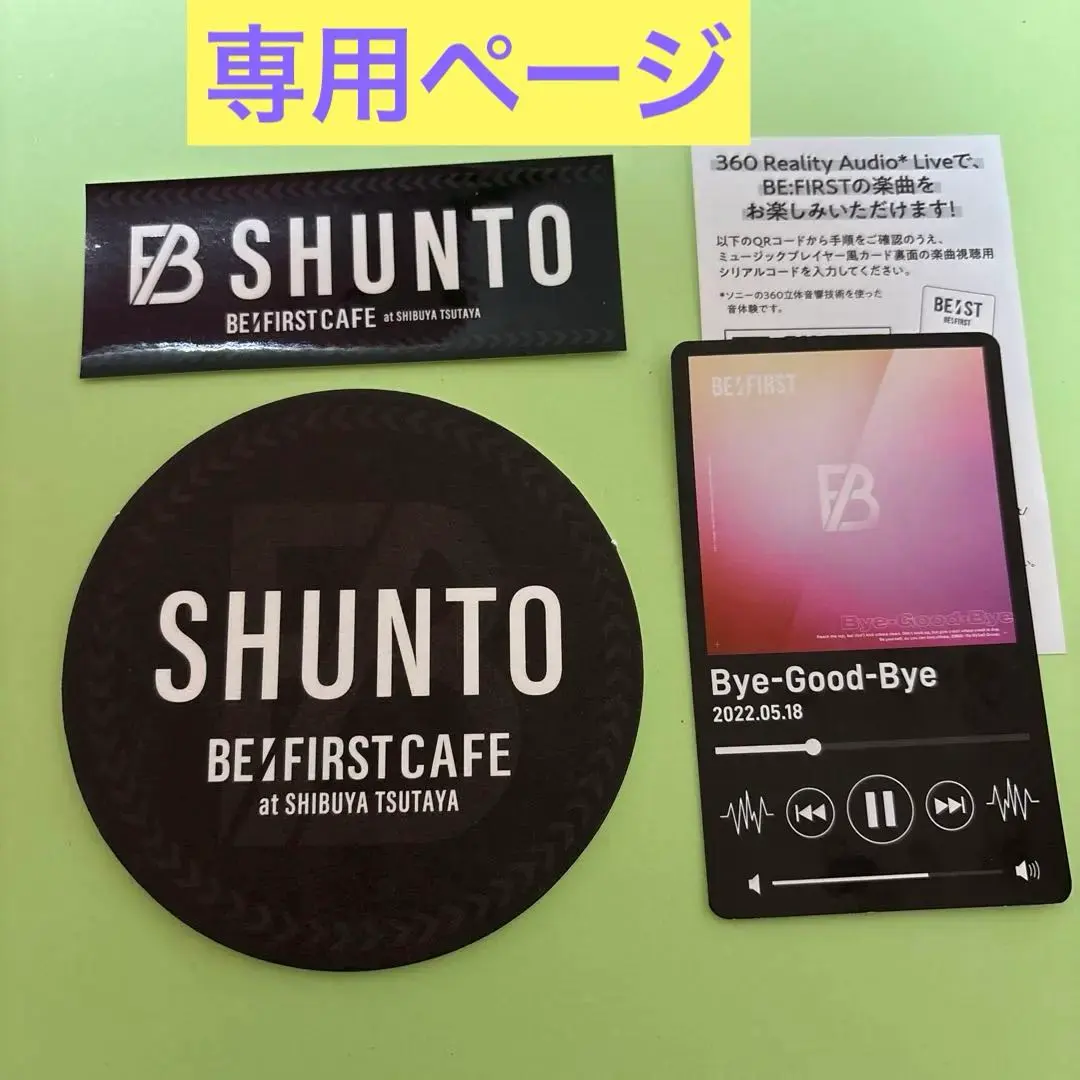 専用ページ
FB SHUNTO
BE:FIRST CAFE at SHIBUYA TSUTAYA
360 Reality Audio* Liveで、
BE:FIRSTの楽曲を
お楽しみいただけます!
以下のQRコードから手順をご確認のうえ、
ミュージックプレイヤー風カード裏面の楽曲視聴用
シリアルコードを入力してください。
*ソニーの360立体音響技術を使った
音体験です。
BE:ST
BE:FIRST
SHUNTO
BE:FIRST CAFE
at SHIBUYA TSUTAYA
BE:FIRST
FB
Bye-Good-Bye
Bye-Good-Bye
2022.05.18